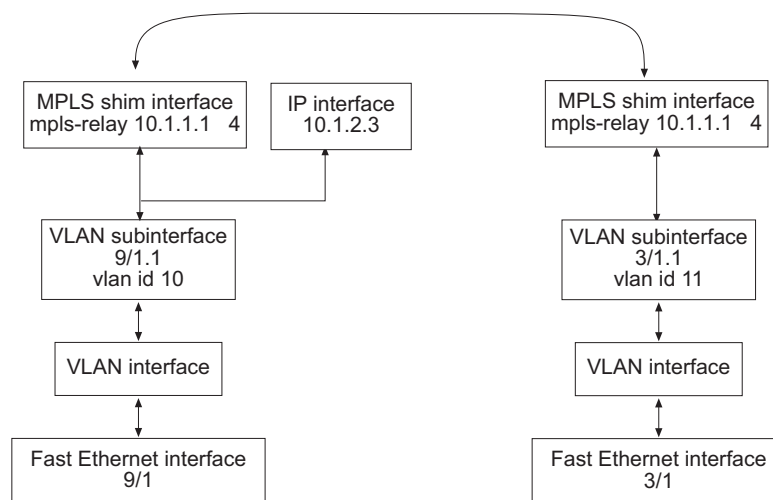 MPLS shim interface
mpls-relay 10.1.1.1 4
IP interface
10.1.2.3
MPLS shim interface
mpls-relay 10.1.1.1 4
VLAN subinterface
9/1.1
vlan id 10
VLAN subinterface
3/1.1
vlan id 11
VLAN interface
VLAN interface
Fast Ethernet interface
9/1
Fast Ethernet interface
3/1